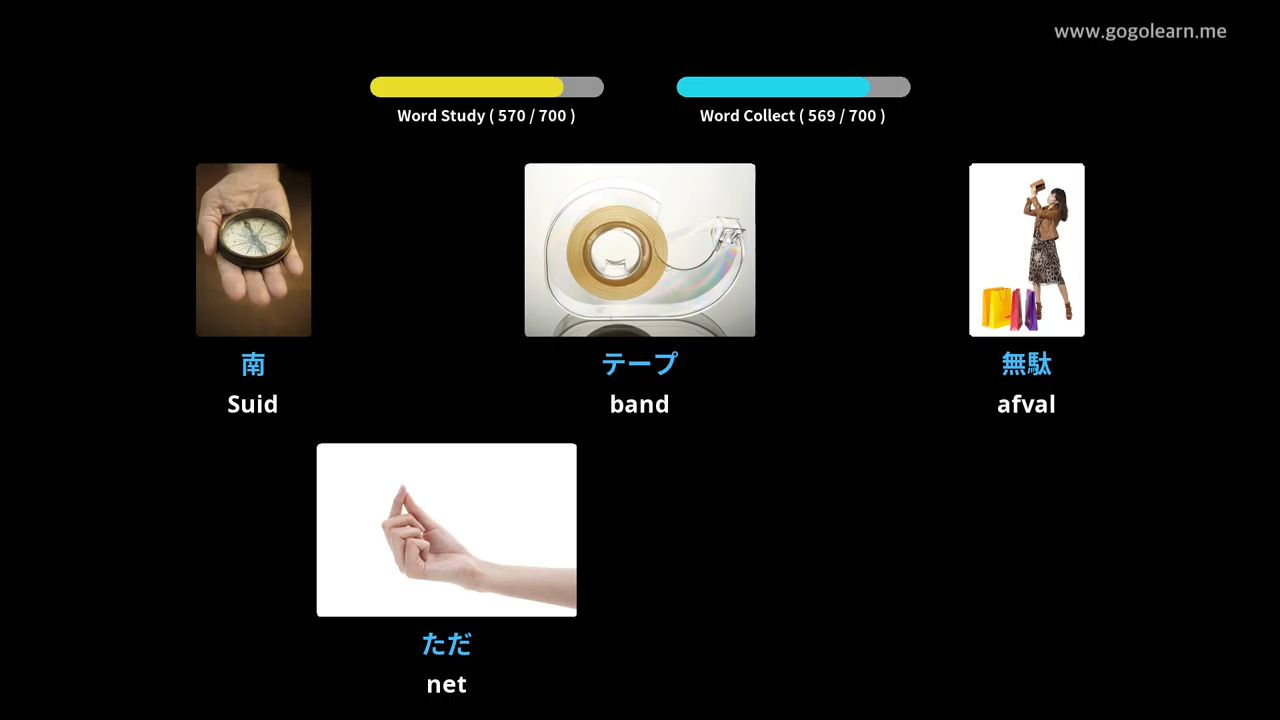 www.gogolearn.me
Word Study ( 570 / 700 )
Word Collect ( 569 / 700 )
南
テープ
無駄
Suid
band
afval
ただ
net